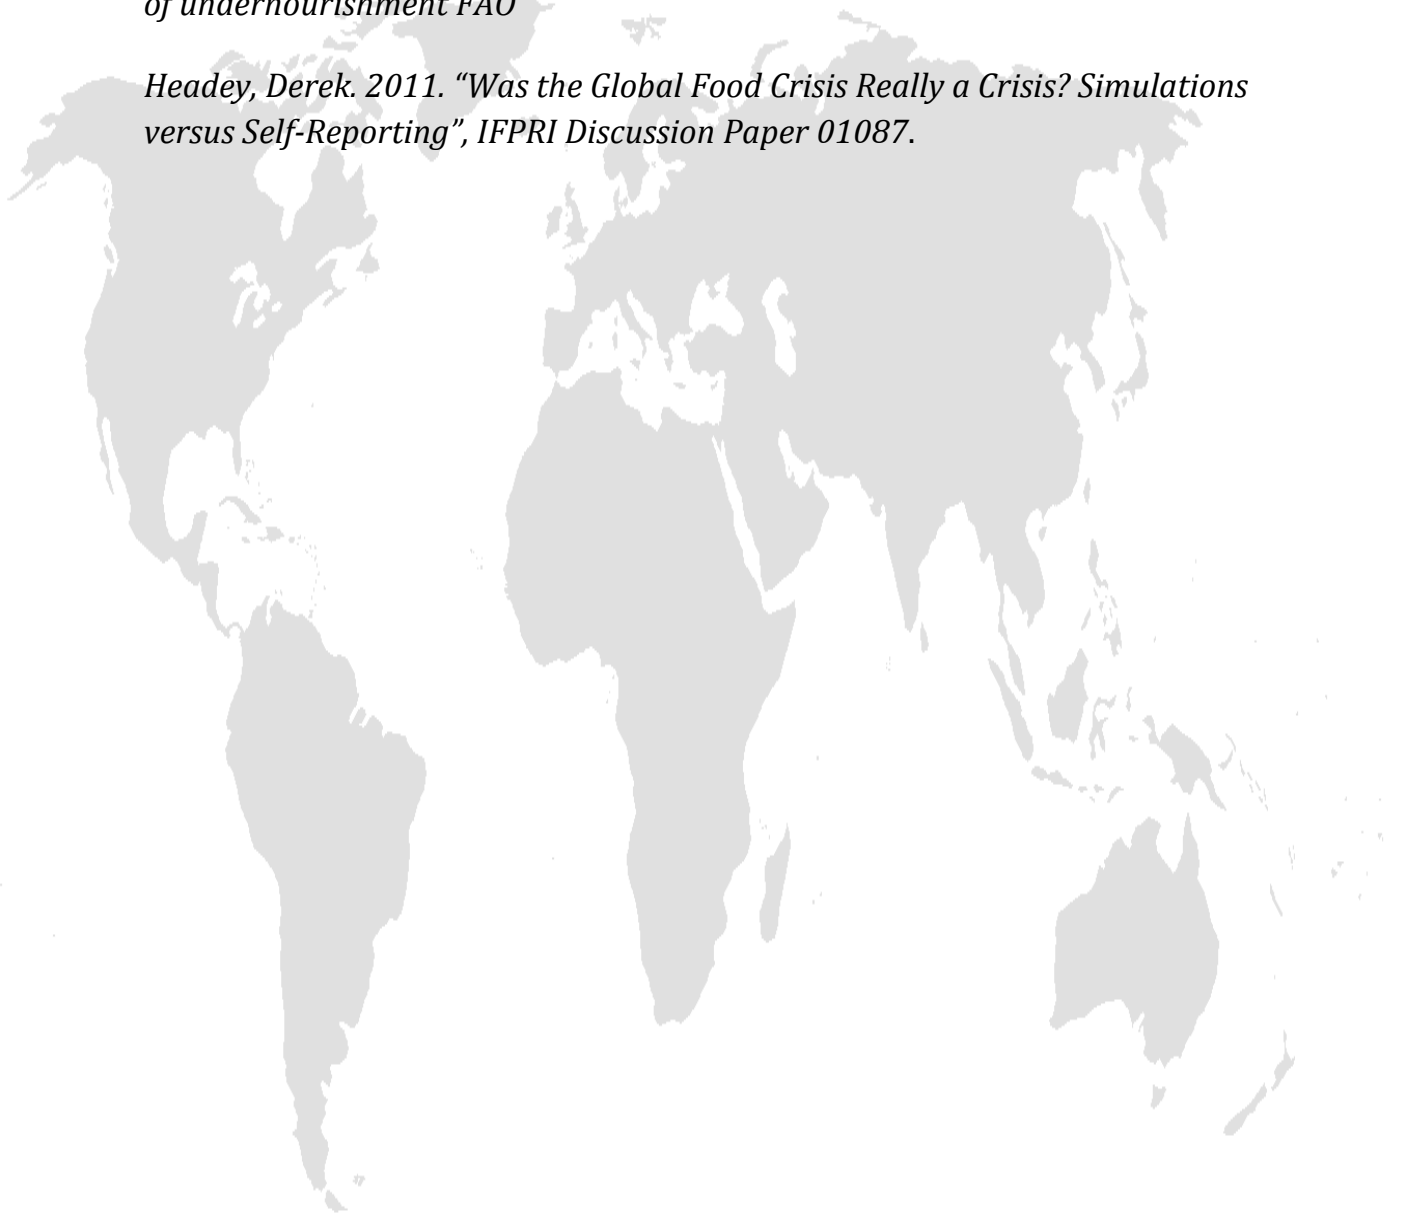 of undernourishment FAO
Headey, Derek. 2011. “Was the Global Food Crisis Really a Crisis? Simulations
versus Self-Reporting”, IFPRI Discussion Paper 01087.